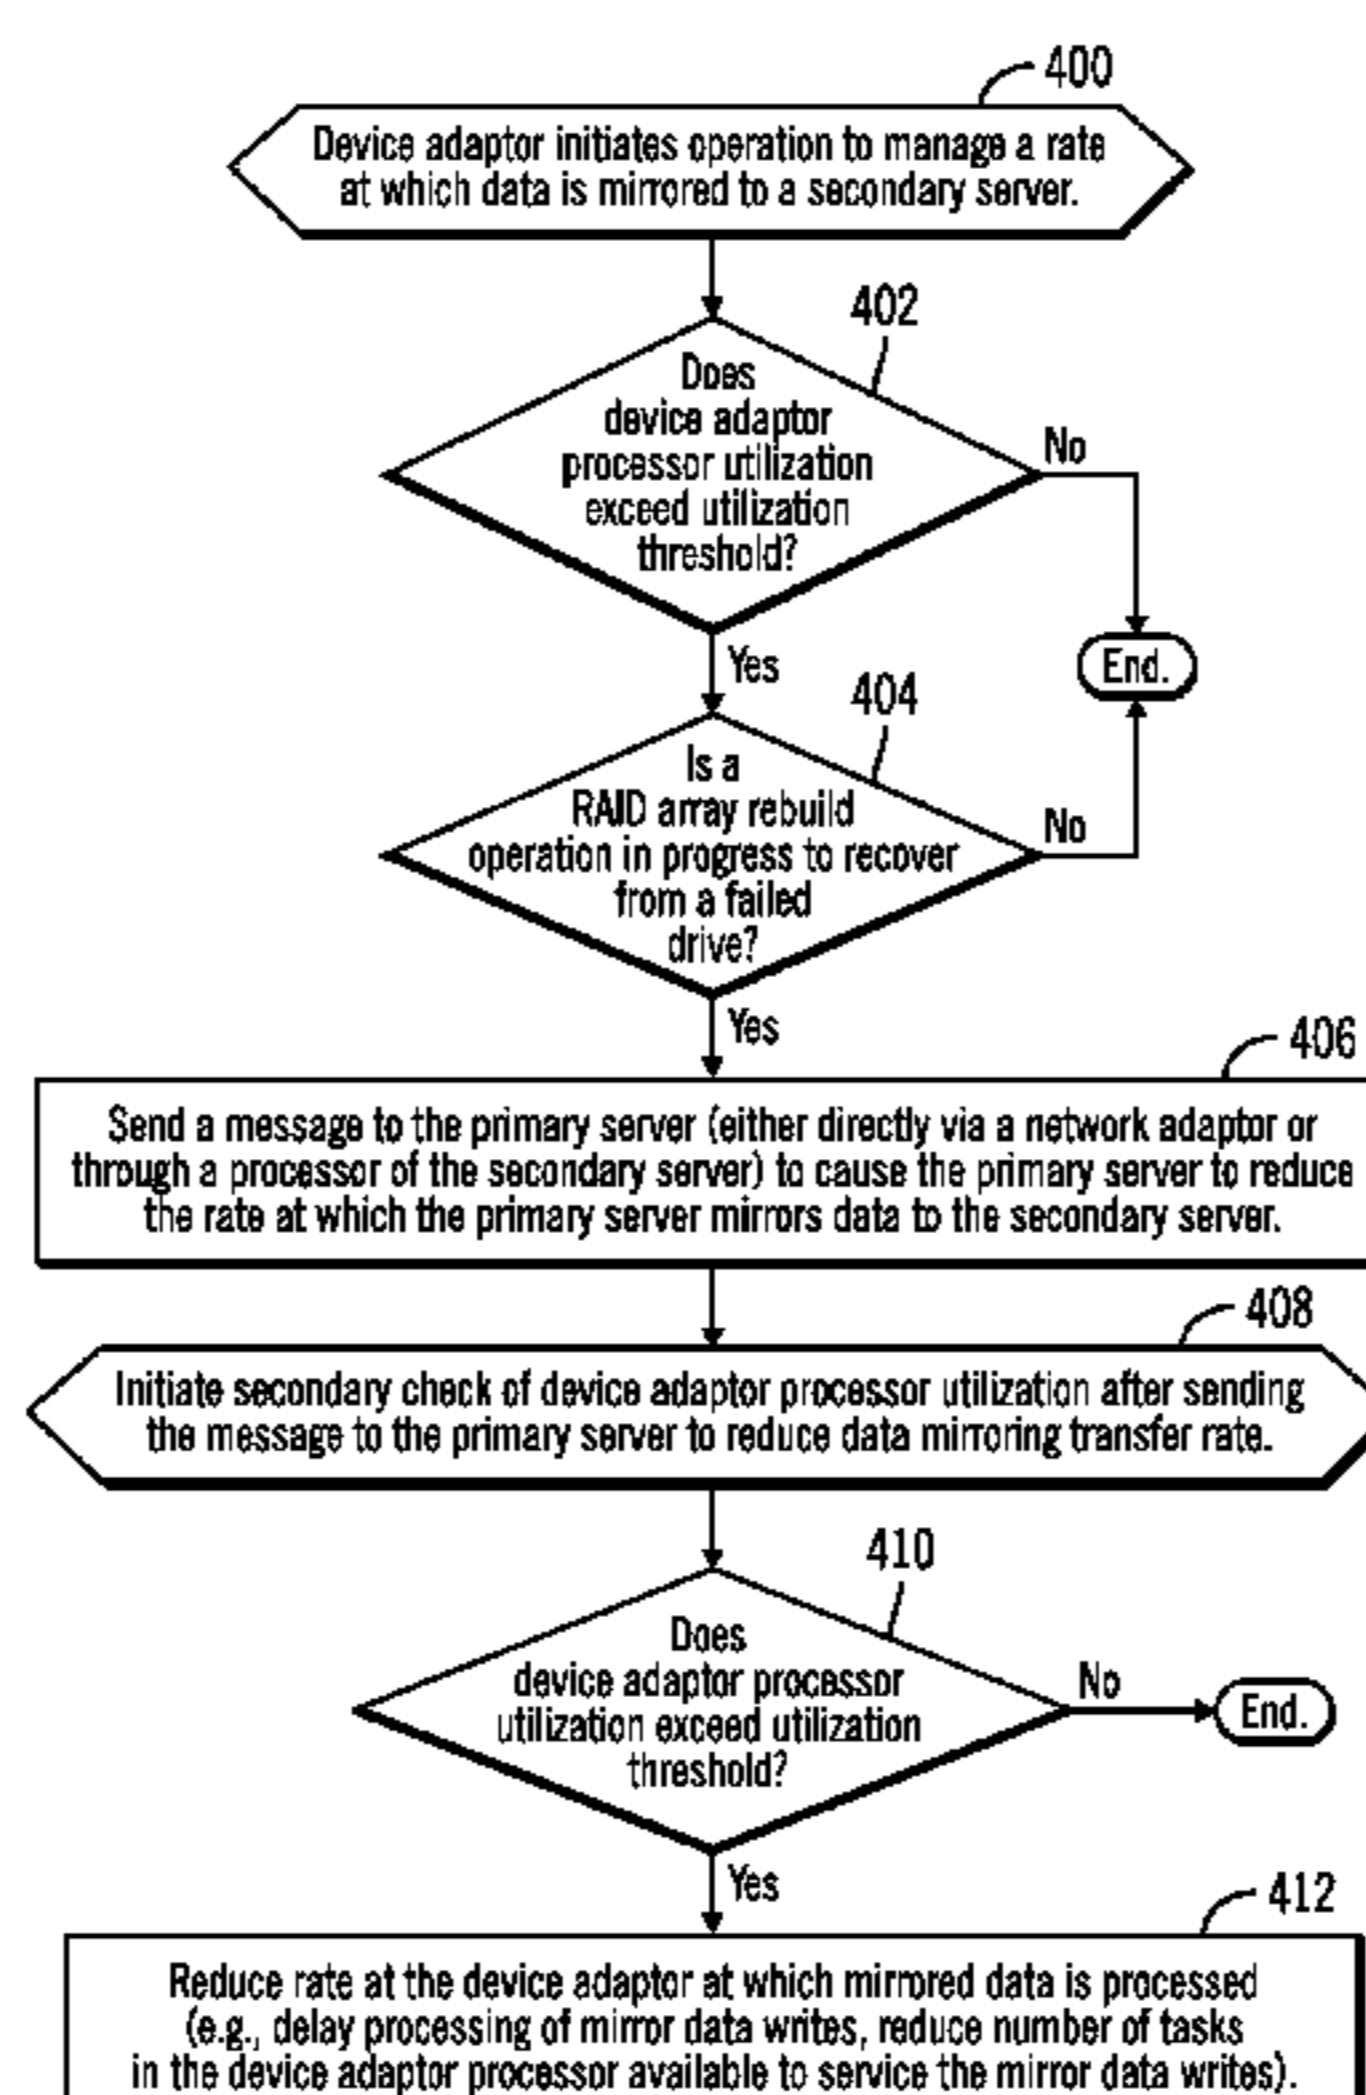 400
Device adaptor initiates operation to manage a rate
at which data is mirrored to a secondary server.
402
Does
device adaptor
processor utilization
exceed utilization
threshold?
No
End.
Yes
404
Is a
RAID array rebuild
operation in progress to recover
from a failed
drive?
No
Yes
406
Send a message to the primary server (either directly via a network adaptor or
through a processor of the secondary server) to cause the primary server to reduce
the rate at which the primary server mirrors data to the secondary server.
408
Initiate secondary check of device adaptor processor utilization after sending
the message to the primary server to reduce data mirroring transfer rate.
410
Does
device adaptor processor
utilization exceed utilization
threshold?
No
End.
Yes
412
Reduce rate at the device adaptor at which mirrored data is processed
(e.g., delay processing of mirror data writes, reduce number of tasks
in the device adaptor processor available to service the mirror data writes).